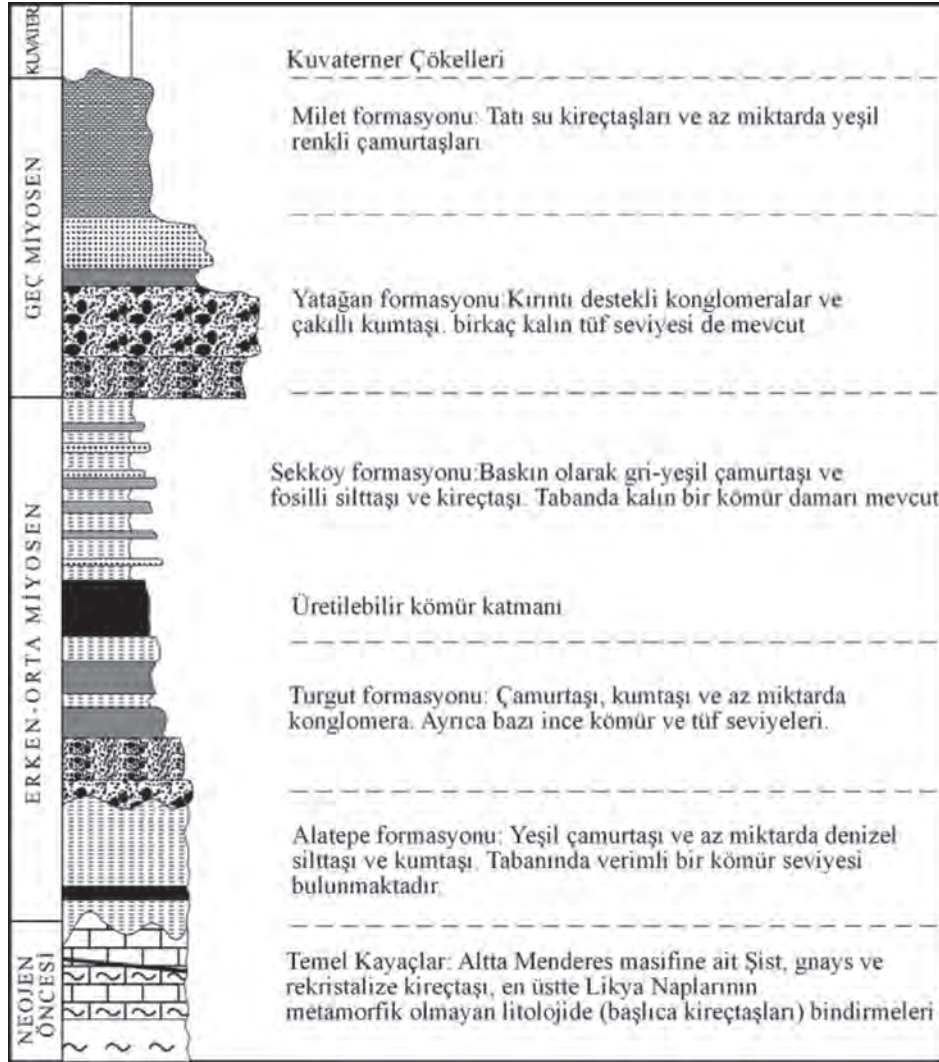 KUVATER
Kuvaterner Çökelleri
GEÇ MİYOSEN
Milet formasyonu: Tatı su kireçtaşları ve az miktarda yeşil
renkli çamurtaşları
Yatağan formasyonu:Kırıntı destekli konglomeralar ve
çakıllı kumtaşı. birkaç kalın tüf seviyesi de mevcut
ERKEN-ORTA MİYOSEN
Sekköy formasyonu:Baskın olarak gri-yeşil çamurtaşı ve
fosilli silttaşı ve kireçtaşı. Tabanda kalın bir kömür damarı mevcut
Üretilebilir kömür katmanı
Turgut formasyonu: Çamurtaşı, kumtaşı ve az miktarda
konglomera. Ayrıca bazı ince kömür ve tüf seviyeleri.
Alatepe formasyonu: Yeşil çamurtaşı ve az miktarda denizel
silttaşı ve kumtaşı. Tabanında verimli bir kömür seviyesi
bulunmaktadır.
NEOJEN
ÖNCESİ
Temel Kayaçlar: Altta Menderes masifine ait Şist, gnays ve
rekristalize kireçtaşı, en üstte Likya Naplarının
metamorfik olmayan litolojide (başlıca kireçtaşları) bindirmeleri